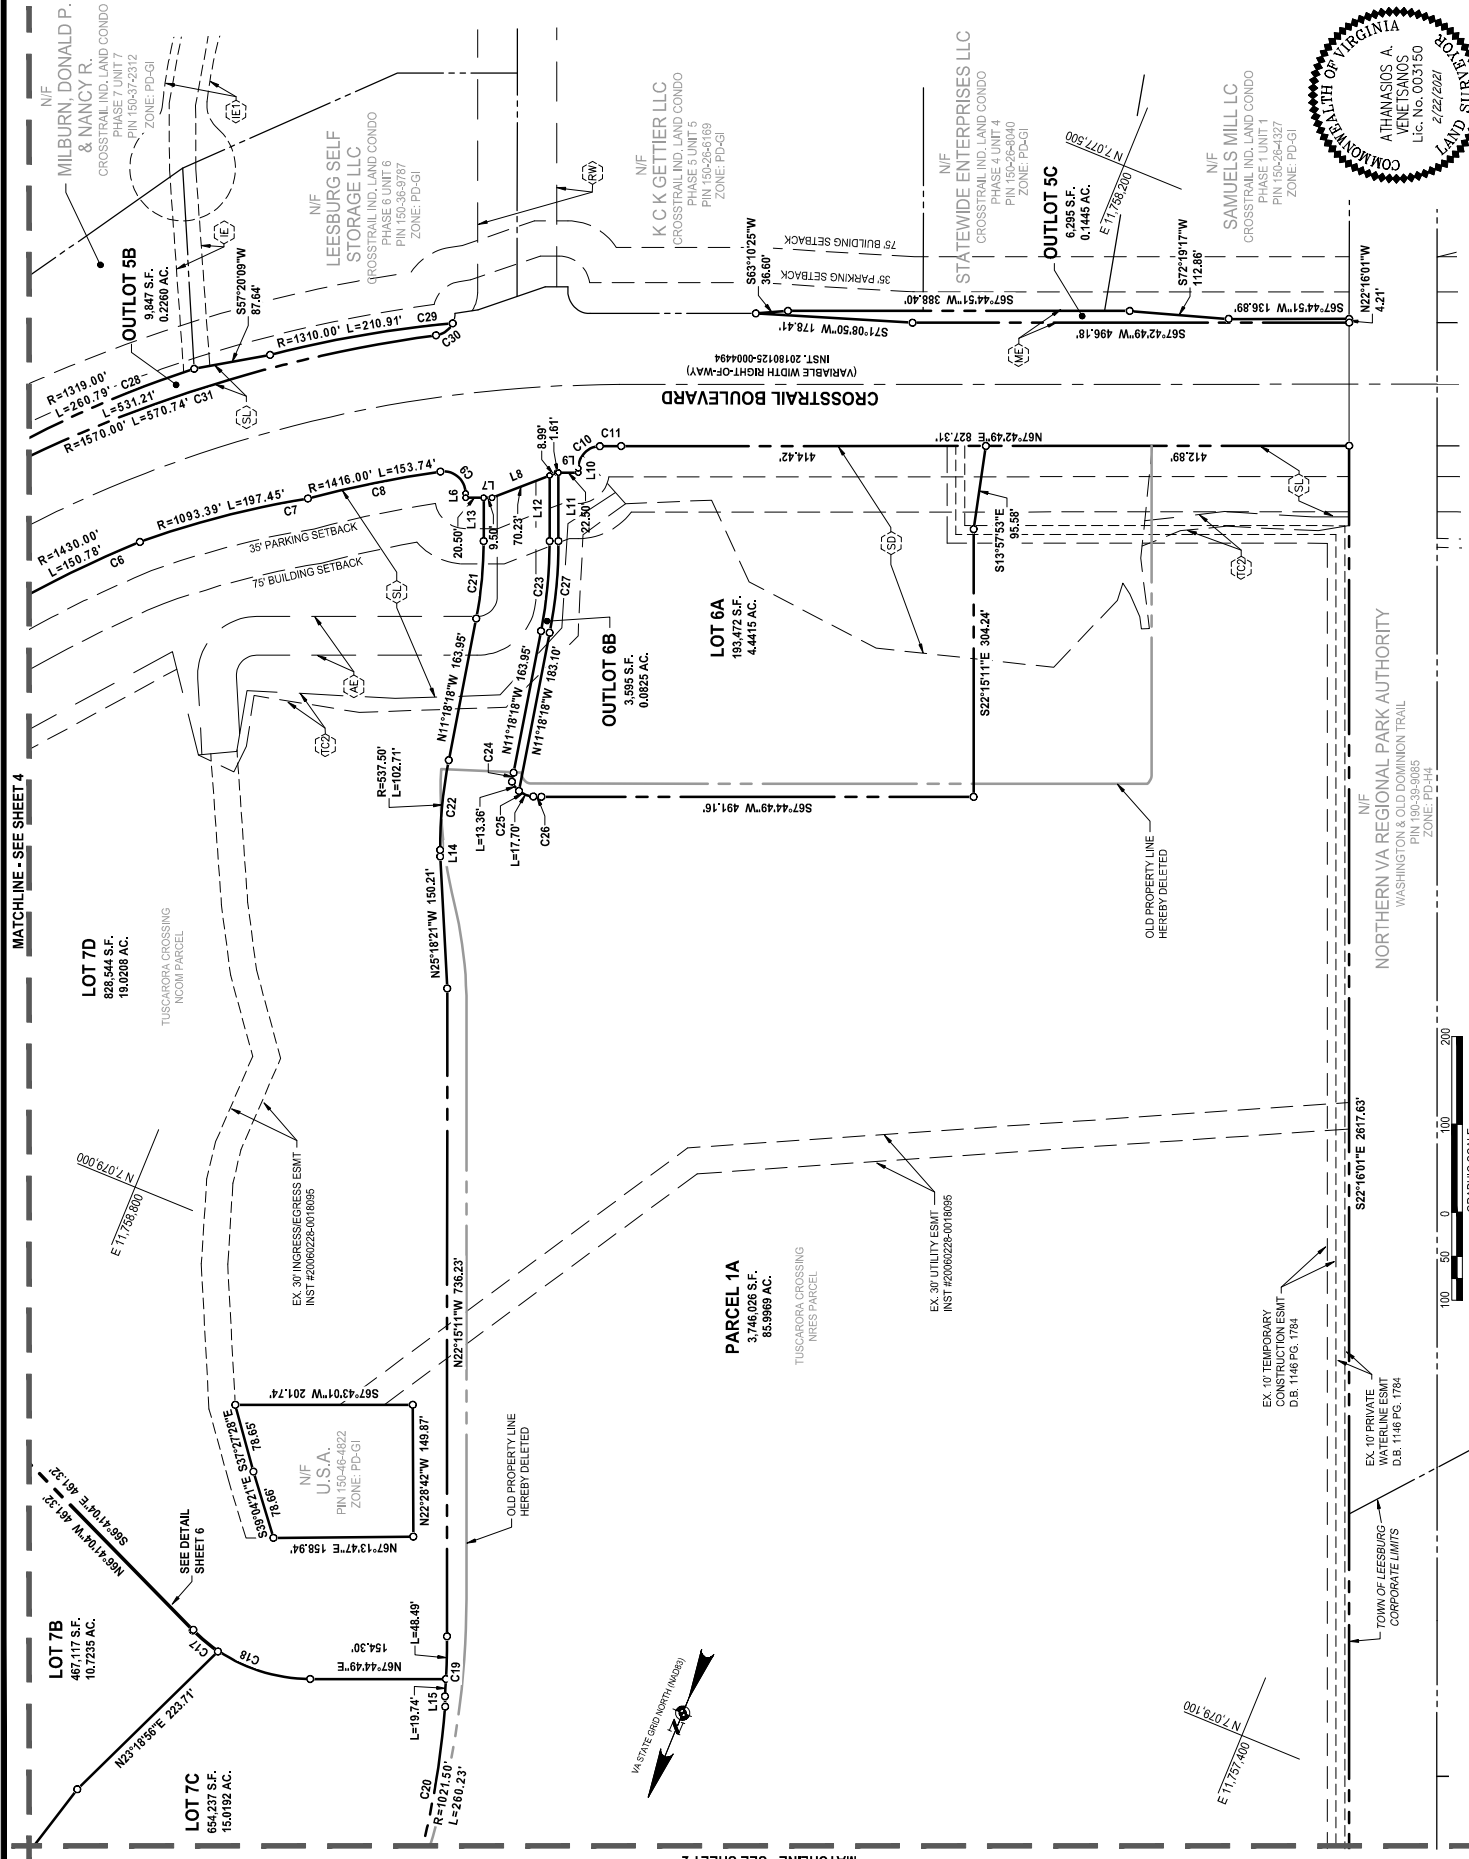 MATCHLINE - SEE SHEET 4
N/F
MILBURN, DONALD P.
& NANCY R.
CROSSTRAIL IND. LAND CONDO
PHASE 7 UNIT 7
PIN 150-37-2312
ZONE: PD-GI
(IE1)
OUTLOT 5B
9,847 S.F.
0.2260 AC.
(IE)
S57°20'09"W
87.64'
N/F
LEESBURG SELF
STORAGE LLC
CROSSTRAIL IND. LAND CONDO
PHASE 6 UNIT 6
PIN 150-36-9787
ZONE: PD-GI
(RW)
R=1319.00'
L=260.79' C28
L=531.21'
R=1570.00' L=570.74' C31
(SL)
R=1310.00' L=210.91' C29
C30
N/F
K C K GETTIER LLC
CROSSTRAIL IND. LAND CONDO
PHASE 5 UNIT 5
PIN 150-26-6169
ZONE: PD-GI
75' BUILDING SETBACK
35' PARKING SETBACK
S63°10'25"W
36.60'
S67°44'51"W 388.40'
S71°08'50"W 178.41'
N/F
STATEWIDE ENTERPRISES LLC
CROSSTRAIL IND. LAND CONDO
PHASE 4 UNIT 4
PIN 150-26-8040
ZONE: PD-GI
OUTLOT 5C
6,295 S.F.
0.1445 AC.
N 7,077,500
E 11,758,200
(ME)
S67°42'49"W 496.18'
S72°19'17"W
112.86'
S67°44'51"W 136.89'
N22°16'01"W
4.21'
N/F
SAMUELS MILL LC
CROSSTRAIL IND. LAND CONDO
PHASE 1 UNIT 1
PIN 150-26-4327
ZONE: PD-GI
COMMONWEALTH OF VIRGINIA
ATHANASIOS A.
VENETSANOS
Lic. No. 003150
2/22/2021
LAND SURVEYOR
CROSSTRAIL BOULEVARD
(VARIABLE WIDTH RIGHT-OF-WAY)
INST. 20180125-0004494
R=1430.00'
L=150.78'
C6
R=1093.39' L=197.45'
C7
R=1416.00' L=153.74'
C8
C9
35' PARKING SETBACK
75' BUILDING SETBACK
(SL)
L6
L7
L13
20.50'
9.50'
L8
70.23'
8.99'
1.61'
L12
L11
22.50'
L9
L10
C10
C11
N67°42'49"E 827.31'
414.42'
412.89'
(SD)
(SL)
(TC2)
S13°57'53"E
95.58'
S22°15'11"E 304.24'
C21
C23
C27
N11°18'18"W 163.95'
N11°18'18"W 163.95'
N11°18'18"W 183.10'
OUTLOT 6B
3,595 S.F.
0.0825 AC.
LOT 6A
193,472 S.F.
4.4415 AC.
(AE)
(TC2)
R=537.50'
L=102.71'
C22
C24
L=13.36'
C25
L=17.70'
C26
L14
S67°44'49"W 491.16'
OLD PROPERTY LINE
HEREBY DELETED
N/F
NORTHERN VA REGIONAL PARK AUTHORITY
WASHINGTON & OLD DOMINION TRAIL
PIN 190-39-9085
ZONE: PD-H4
LOT 7D
828,544 S.F.
19.0208 AC.
TUSCARORA CROSSING
NCOM PARCEL
N25°18'21"W 150.21'
N 7,079,000
E 11,758,800
EX. 30' INGRESS/EGRESS ESMT
INST #20060228-0018095
N22°15'11"W 736.23'
PARCEL 1A
3,746,026 S.F.
85.9969 AC.
TUSCARORA CROSSING
NRES PARCEL
EX. 30' UTILITY ESMT
INST #20060228-0018095
S22°16'01"E 2617.63'
100 50 0 100 200
EX. 10' TEMPORARY
CONSTRUCTION ESMT
D.B. 1146 PG. 1784
EX. 10' PRIVATE
WATERLINE ESMT
D.B. 1146 PG. 1784
TOWN OF LEESBURG
CORPORATE LIMITS
N/F
U.S.A.
PIN 150-46-4822
ZONE: PD-GI
S67°43'01"W 201.74'
S37°27'28"E
78.65'
S39°04'21"E
78.66'
N67°13'47"E 158.94'
N22°28'42"W 149.87'
OLD PROPERTY LINE
HEREBY DELETED
S66°41'04"E 461.32'
N66°41'04"W 461.32'
SEE DETAIL
SHEET 6
LOT 7B
467,117 S.F.
10.7235 AC.
C17
C18
N67°44'49"E
154.30'
L=48.49'
C19
L15
L=19.74'
N23°18'56"E 223.71'
LOT 7C
654,237 S.F.
15.0192 AC.
C20
R=1021.50'
L=260.23'
VA STATE GRID NORTH (NAD83)
N
N 7,079,100
E 11,757,400